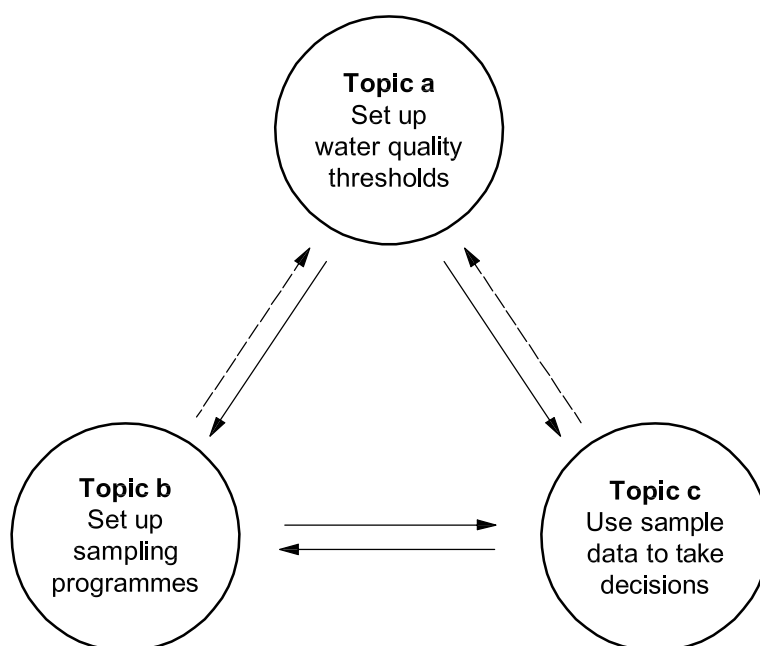 Topic a
Set up
water quality
thresholds
Topic b
Set up
sampling
programmes
Topic c
Use sample
data to take
decisions